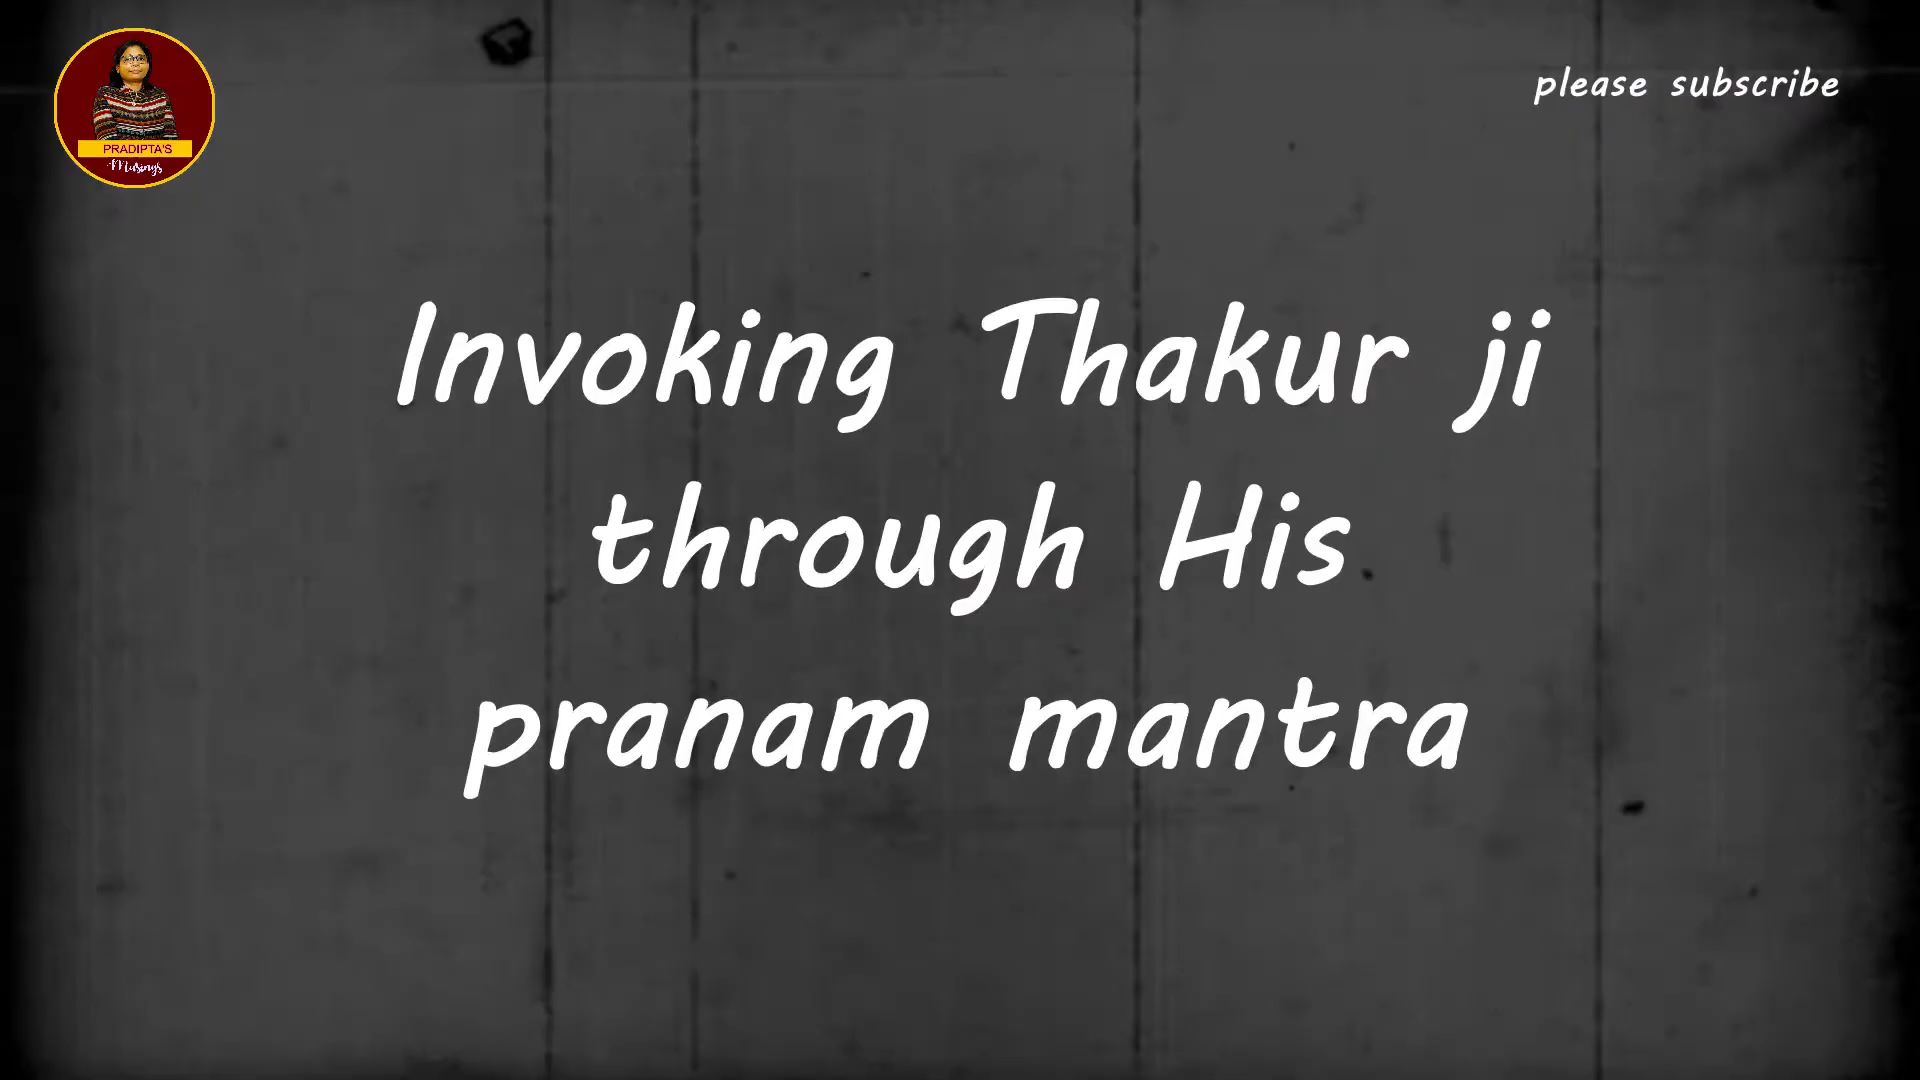 PRADIPTA'S
Musings
please subscribe
Invoking Thakur ji
through His
pranam mantra